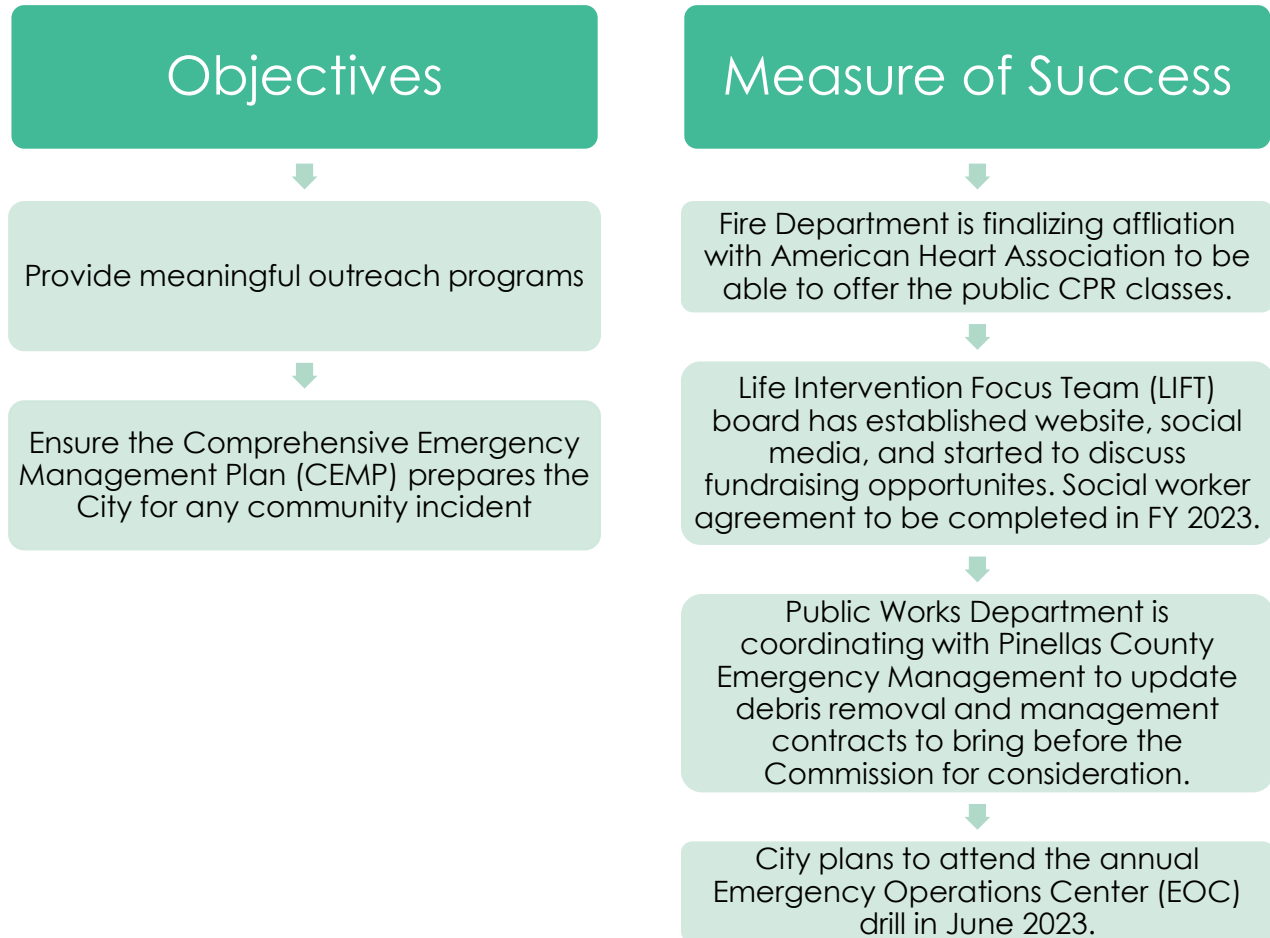 Objectives
Provide meaningful outreach programs
Ensure the Comprehensive Emergency
Management Plan (CEMP) prepares the
City for any community incident
Measure of Success
Fire Department is finalizing affliation
with American Heart Association to be
able to offer the public CPR classes.
Life Intervention Focus Team (LIFT)
board has established website, social
media, and started to discuss
fundraising opportunites. Social worker
agreement to be completed in FY 2023.
Public Works Department is
coordinating with Pinellas County
Emergency Management to update
debris removal and management
contracts to bring before the
Commission for consideration.
City plans to attend the annual
Emergency Operations Center (EOC)
drill in June 2023.